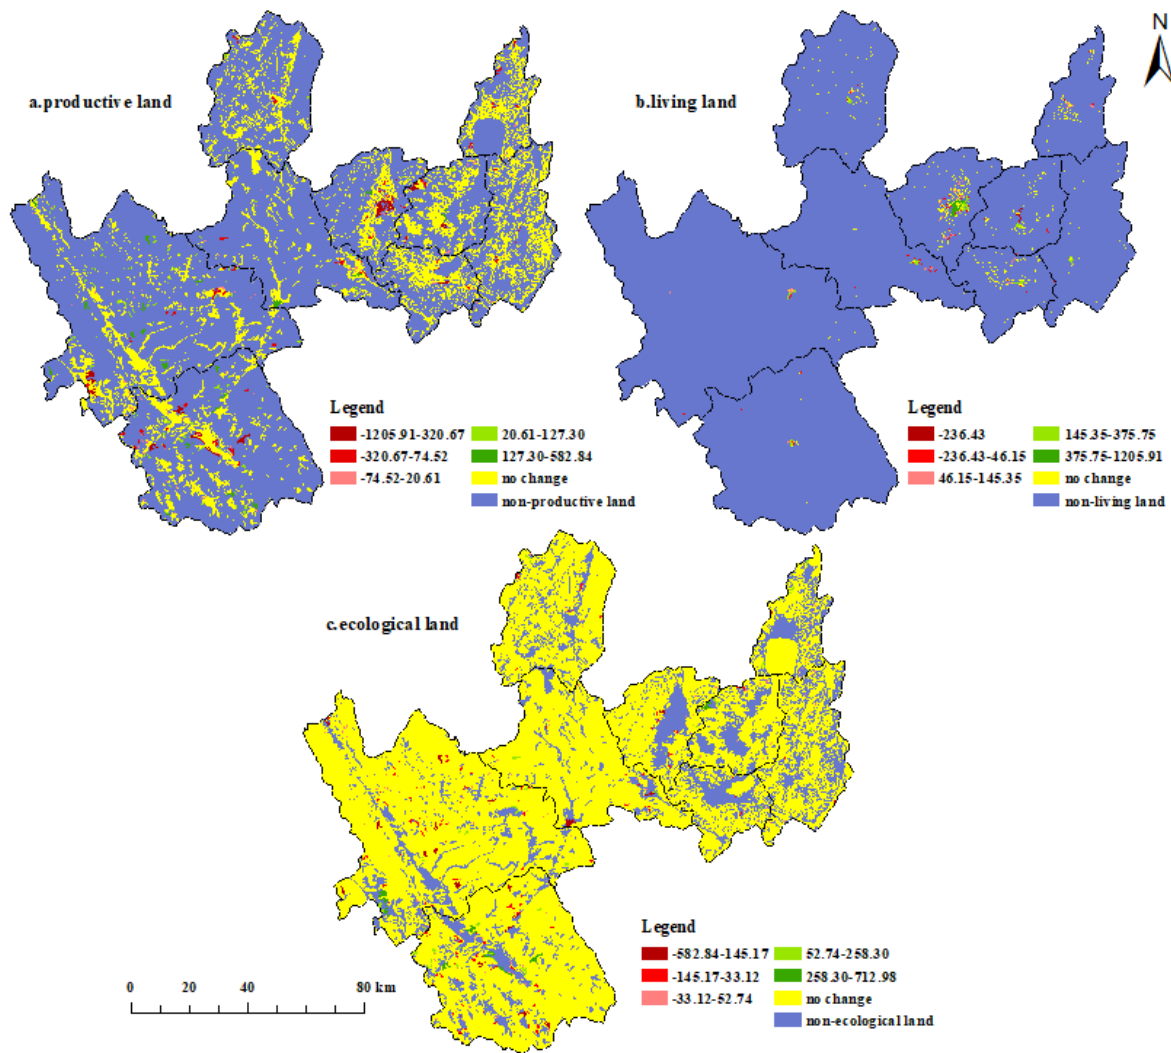 N
a.productive land
b.living land
Legend
-1205.91-320.67 20.61-127.30
-320.67-74.52 127.30-582.84
-74.52-20.61 no change
non-productive land
Legend
-236.43 145.35-375.75
-236.43-46.15 375.75-1205.91
46.15-145.35 no change
non-living land
c.ecological land
Legend
-582.84-145.17 52.74-258.30
-145.17-33.12 258.30-712.98
-33.12-52.74 no change
non-ecological land
0 20 40 80 km